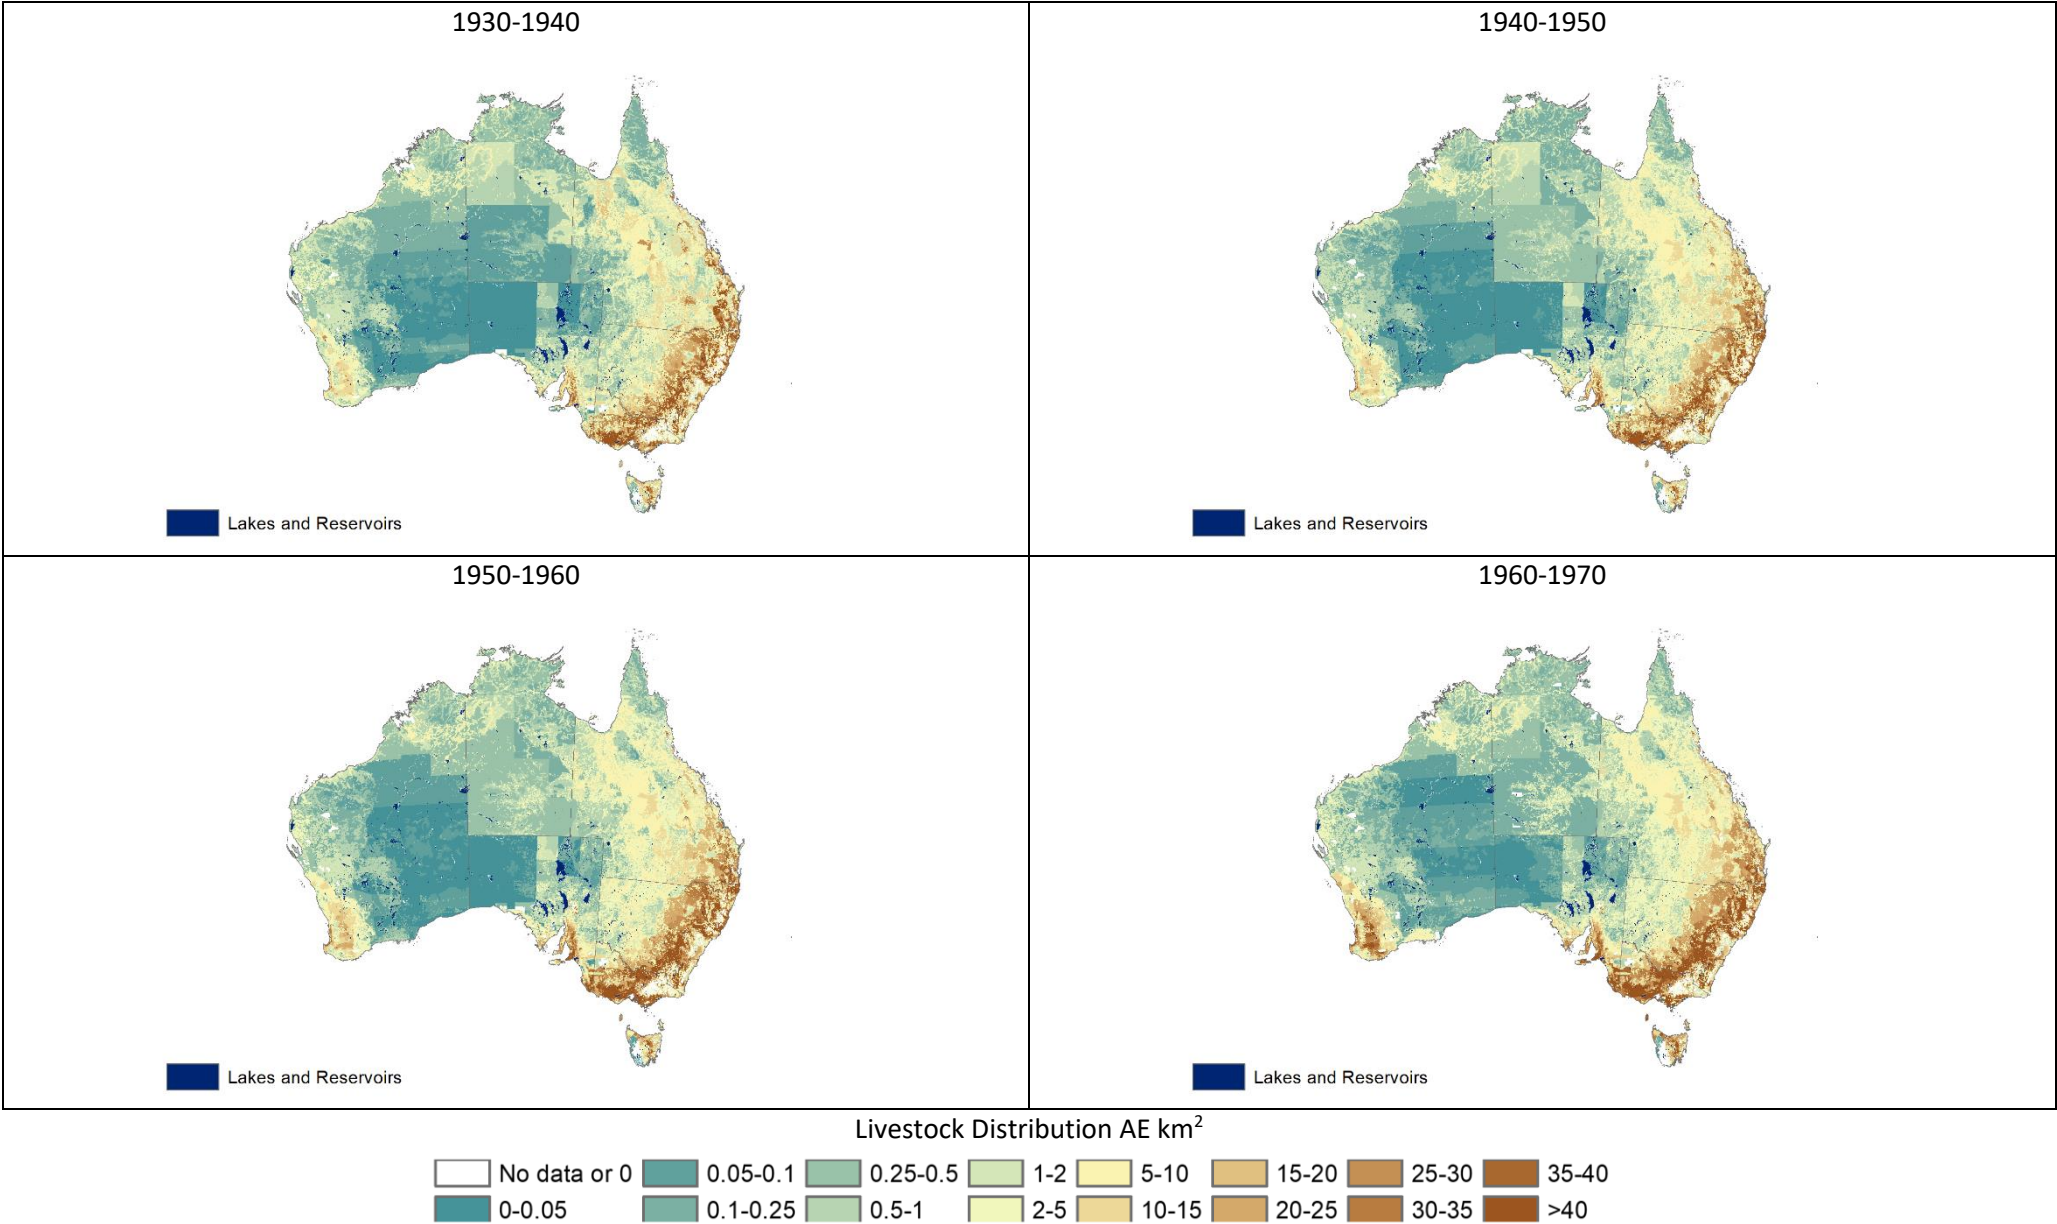 1930-1940
1940-1950
Lakes and Reservoirs
Lakes and Reservoirs
1950-1960
1960-1970
Lakes and Reservoirs
Lakes and Reservoirs
Livestock Distribution AE km²
No data or 0 0.05-0.1 0.25-0.5 1-2 5-10 15-20 25-30 35-40
0-0.05 0.1-0.25 0.5-1 2-5 10-15 20-25 30-35 >40